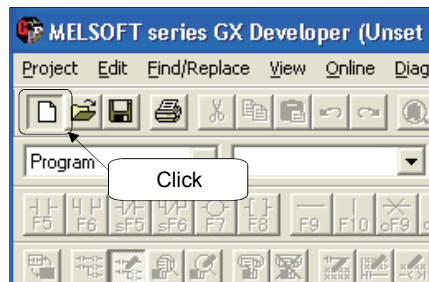 MELSOFT series GX Developer (Unset
Project Edit Find/Replace View Online Diag
Program
Click
F5 F6 sF5 sF6 F7 F8 F9 F10 cF9